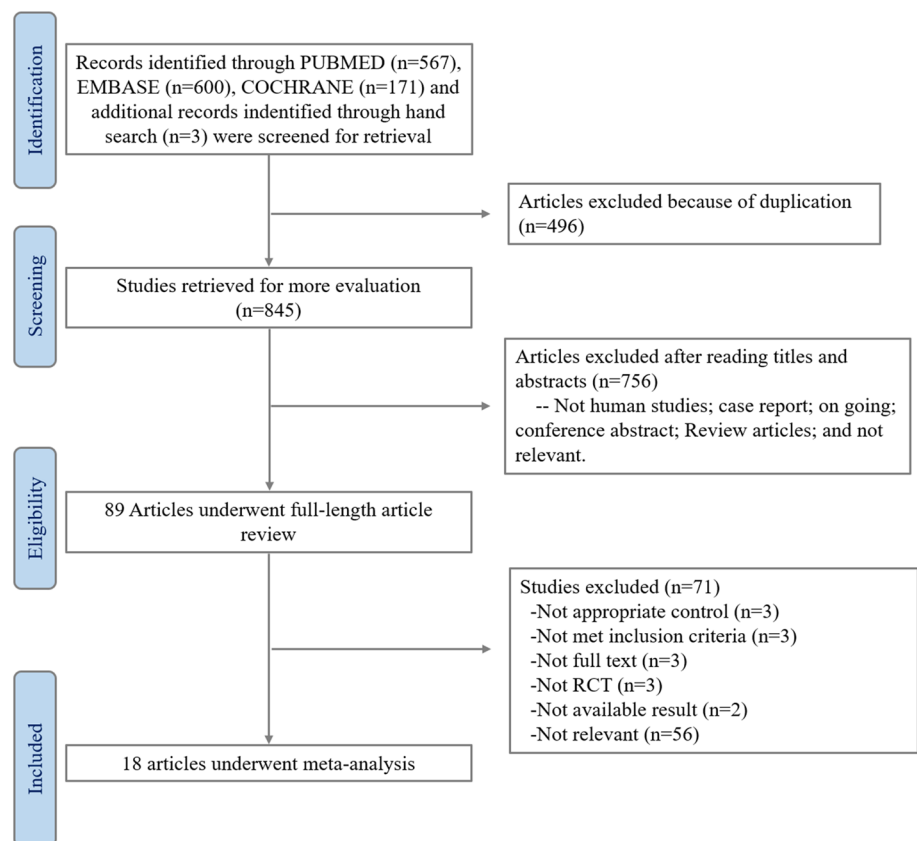 Identification
Records identified through PUBMED (n=567),
EMBASE (n=600), COCHRANE (n=171) and
additional records indentified through hand
search (n=3) were screened for retrieval
Articles excluded because of duplication
(n=496)
Screening
Studies retrieved for more evaluation
(n=845)
Articles excluded after reading titles and
abstracts (n=756)
-- Not human studies; case report; on going;
conference abstract; Review articles; and not
relevant.
Eligibility
89 Articles underwent full-length article
review
Studies excluded (n=71)
-Not appropriate control (n=3)
-Not met inclusion criteria (n=3)
-Not full text (n=3)
-Not RCT (n=3)
-Not available result (n=2)
-Not relevant (n=56)
Included
18 articles underwent meta-analysis